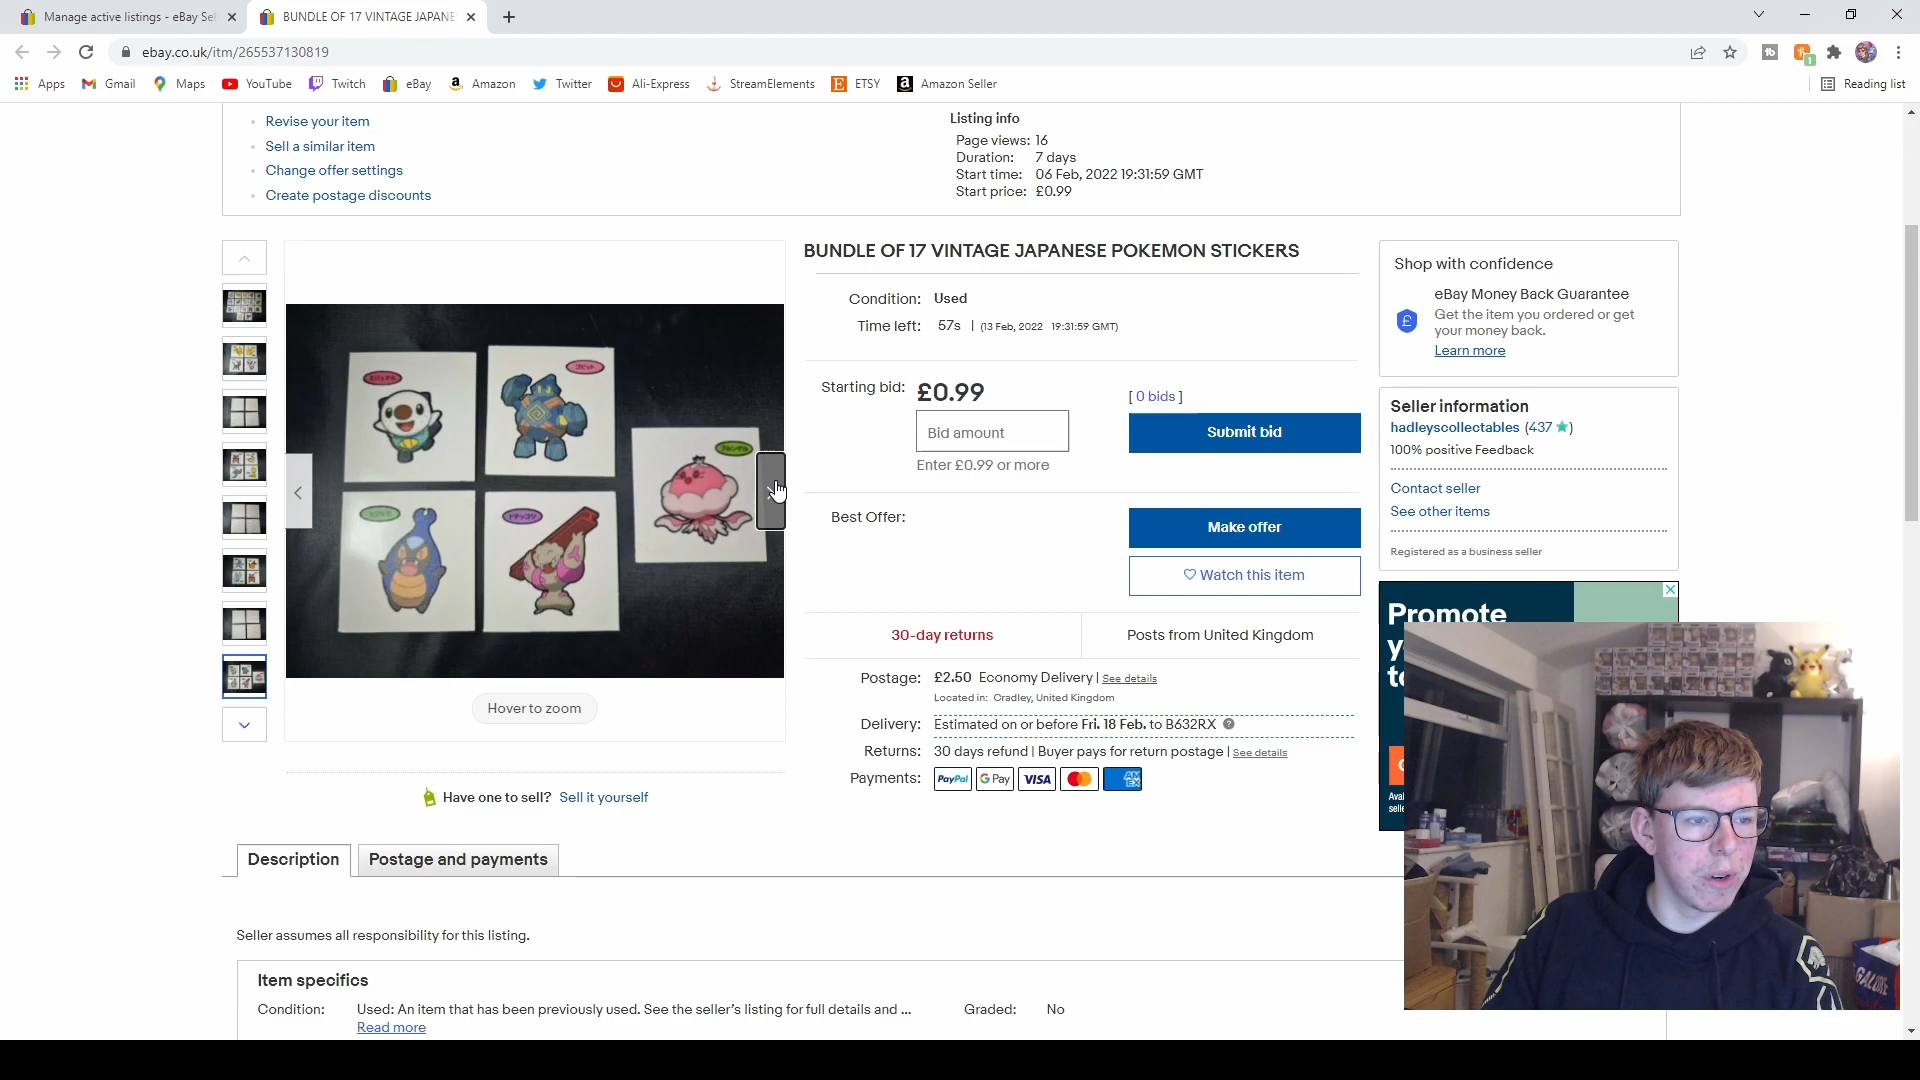 Manage active listings - eBay Sel
BUNDLE OF 17 VINTAGE JAPANE
ebay.co.uk/itm/265537130819
Apps
Gmail
Maps
YouTube
Twitch
eBay
Amazon
Twitter
Ali-Express
StreamElements
ETSY
Amazon Seller
Reading list
Revise your item
Sell a similar item
Change offer settings
Create postage discounts
Listing info
Page views: 16
Duration: 7 days
Start time: 06 Feb, 2022 19:31:59 GMT
Start price: £0.99
BUNDLE OF 17 VINTAGE JAPANESE POKEMON STICKERS
Condition: Used
Time left: 57s | (13 Feb, 2022 19:31:59 GMT)
Starting bid: £0.99
[ 0 bids ]
Bid amount
Submit bid
Enter £0.99 or more
Best Offer:
Make offer
Watch this item
30-day returns
Posts from United Kingdom
Postage: £2.50 Economy Delivery | See details
Located in: Cradley, United Kingdom
Delivery: Estimated on or before Fri. 18 Feb. to B632RX
Returns: 30 days refund | Buyer pays for return postage | See details
Payments: PayPal G Pay VISA AM EX
Shop with confidence
eBay Money Back Guarantee
Get the item you ordered or get
your money back.
Learn more
Seller information
hadleyscollectables (437)
100% positive Feedback
Contact seller
See other items
Registered as a business seller
Promote
ゴビット
Hover to zoom
Have one to sell? Sell it yourself
Description
Postage and payments
Seller assumes all responsibility for this listing.
Item specifics
Condition: Used: An item that has been previously used. See the seller's listing for full details and ...
Read more
Graded: No